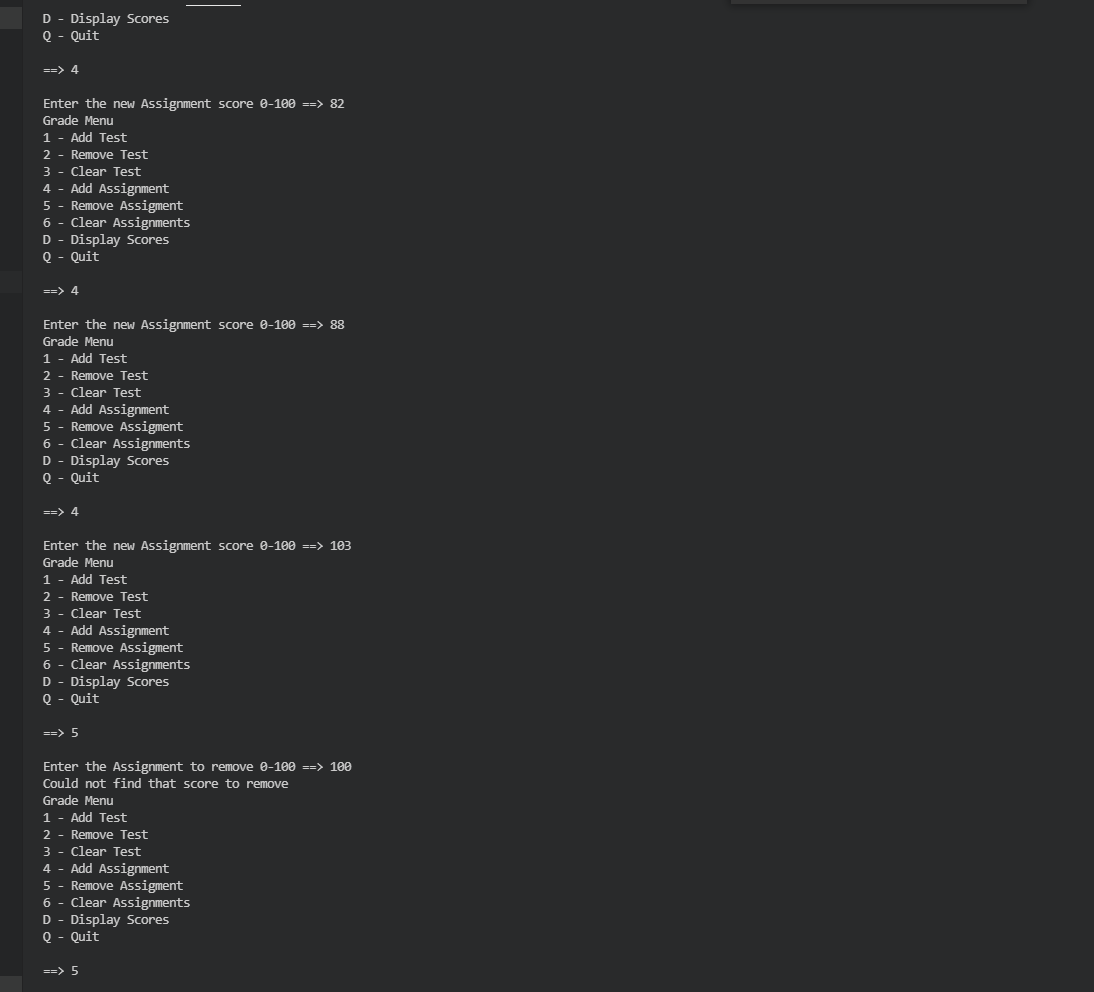 D - Display Scores
Q - Quit
==> 4
Enter the new Assignment score 0-100 ==> 82
Grade Menu
1 - Add Test
2 - Remove Test
3 - Clear Test
4 - Add Assignment
5 - Remove Assigment
6 - Clear Assignments
D - Display Scores
Q - Quit
==> 4
Enter the new Assignment score 0-100 ==> 88
Grade Menu
1 - Add Test
2 - Remove Test
3 - Clear Test
4 - Add Assignment
5 - Remove Assigment
6 - Clear Assignments
D - Display Scores
Q - Quit
==> 4
Enter the new Assignment score 0-100 ==> 103
Grade Menu
1 - Add Test
2 - Remove Test
3 - Clear Test
4 - Add Assignment
5 - Remove Assigment
6 - Clear Assignments
D - Display Scores
Q - Quit
==> 5
Enter the Assignment to remove 0-100 ==> 100
Could not find that score to remove
Grade Menu
1 - Add Test
2 - Remove Test
3 - Clear Test
4 - Add Assignment
5 - Remove Assigment
6 - Clear Assignments
D - Display Scores
Q - Quit
==> 5